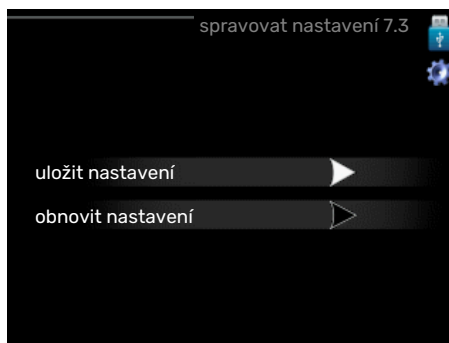 spravovat nastavení 7.3
uložit nastavení
obnovit nastavení